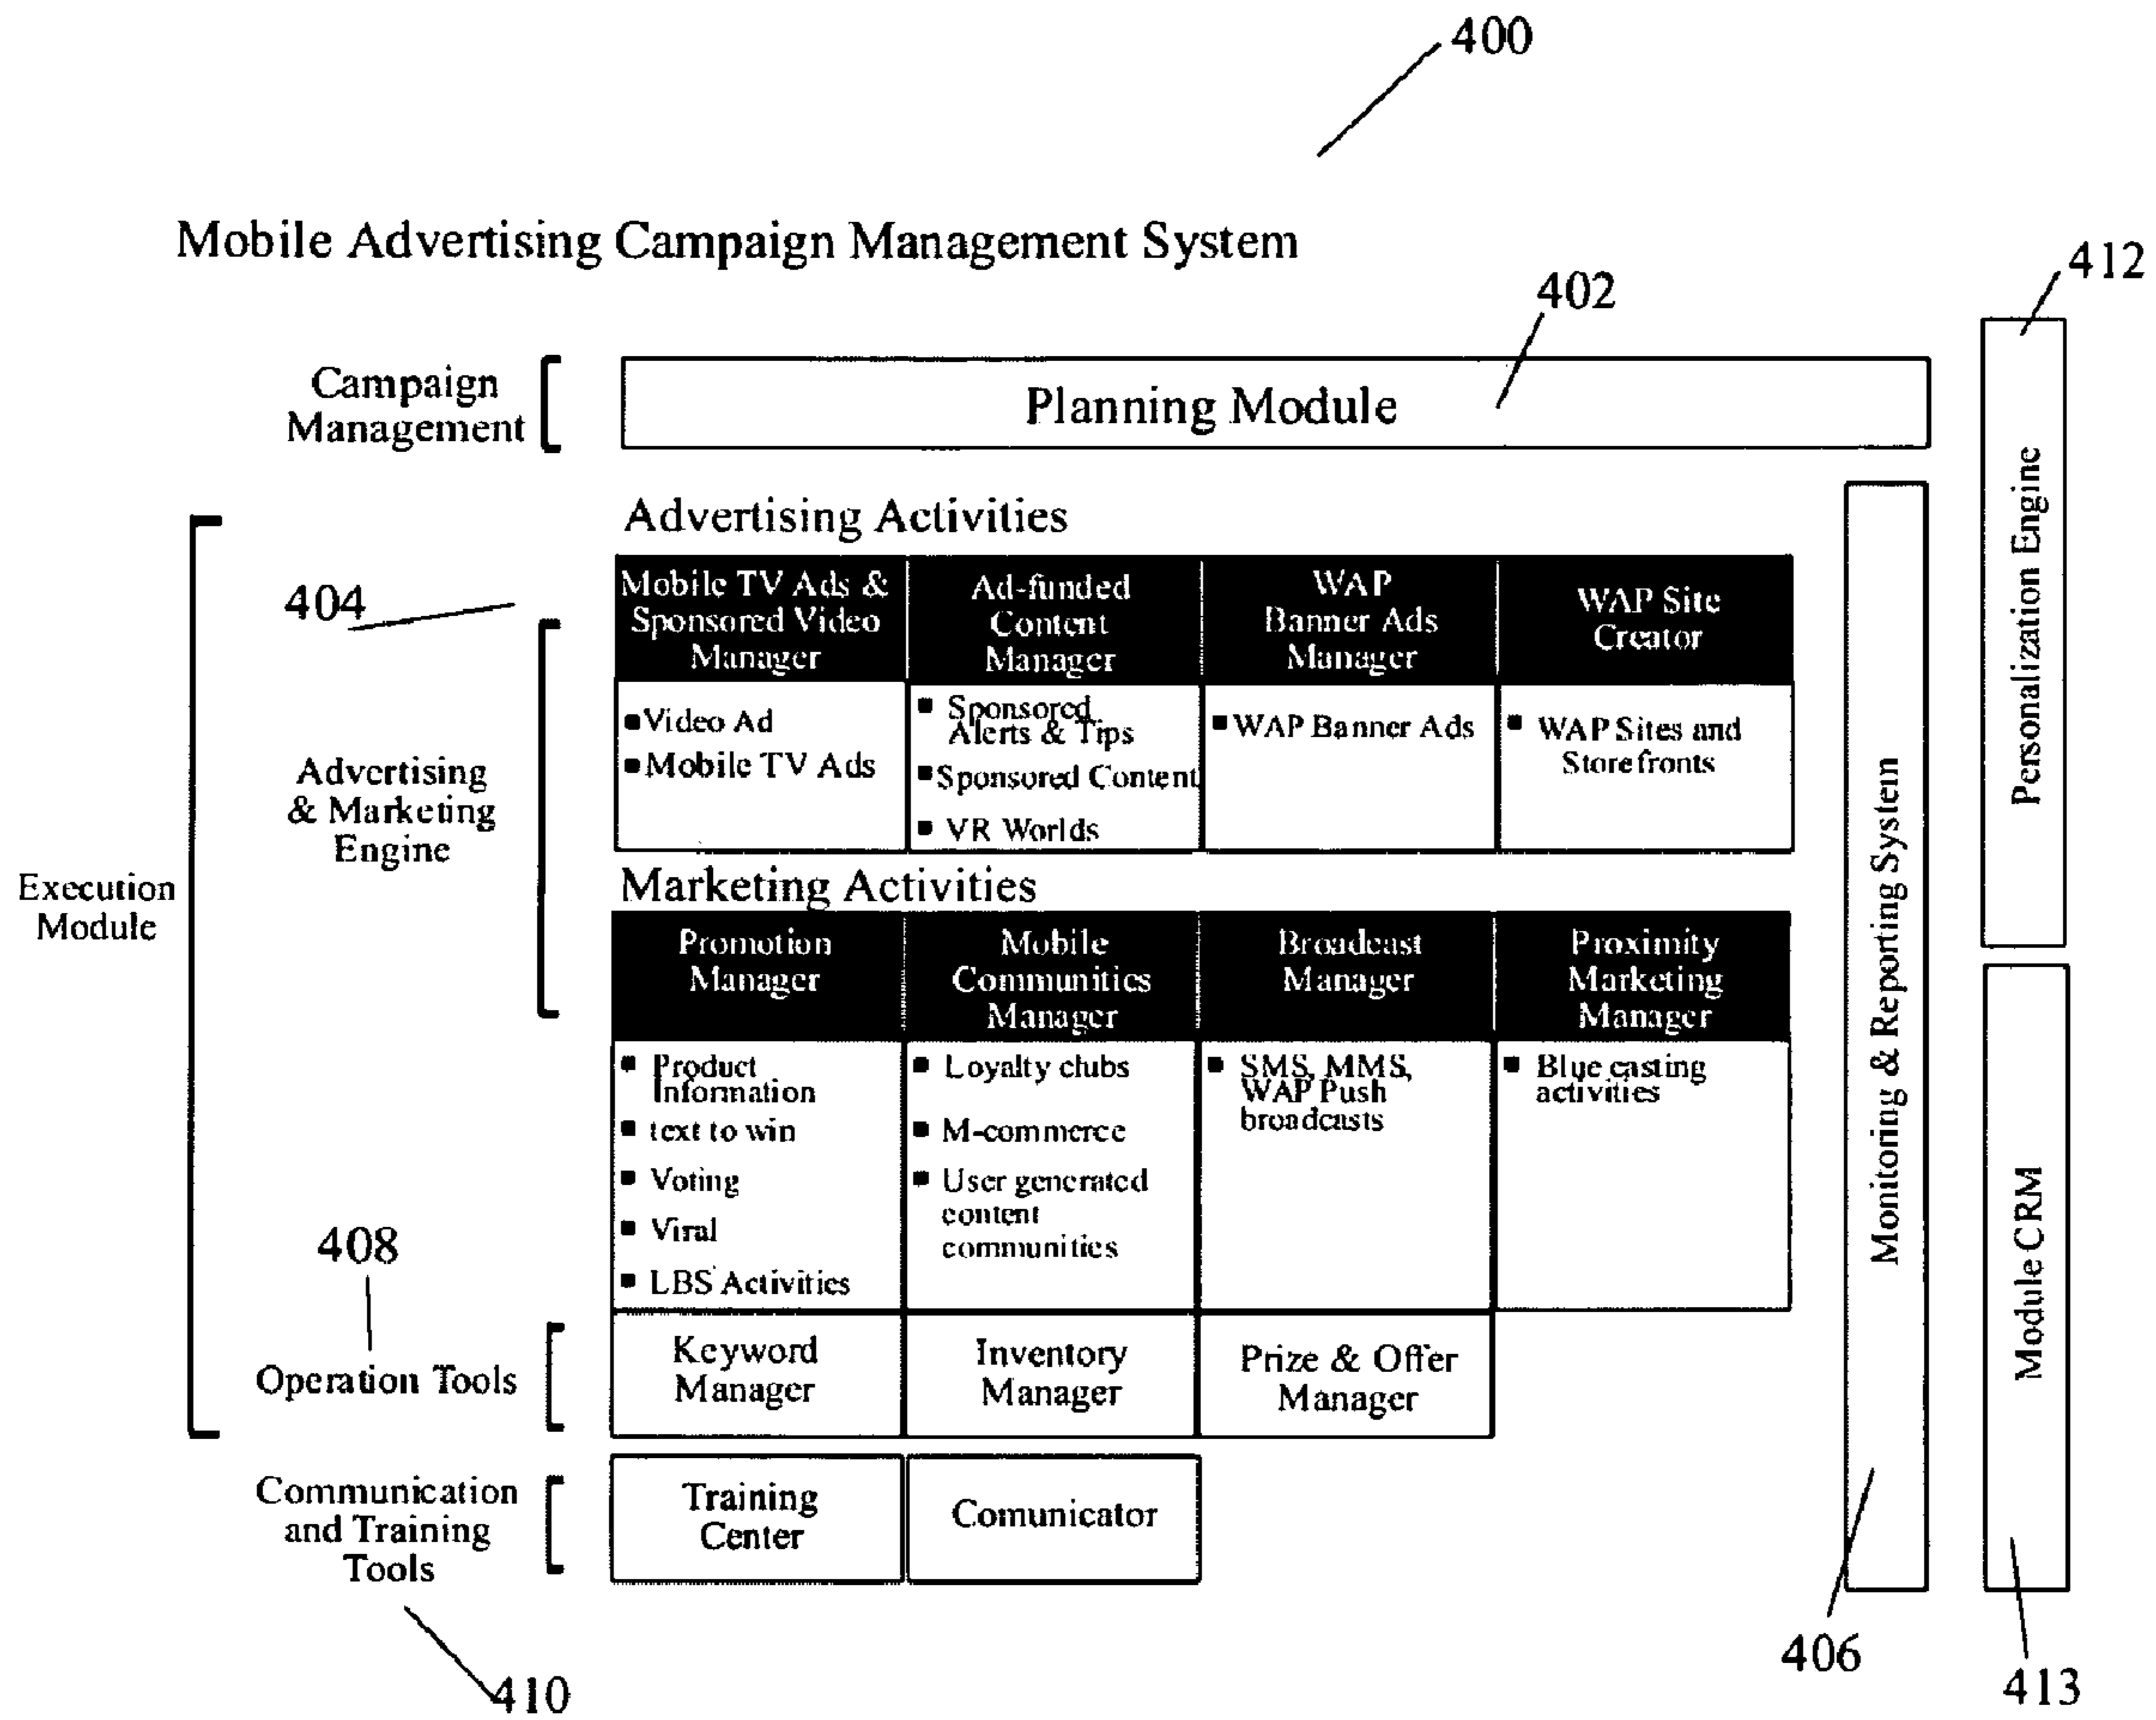 400
Mobile Advertising Campaign Management System
412
402
Campaign
Management
Planning Module
Personalization Engine
Advertising Activities
404
Mobile TV Ads &
Sponsored Video
Manager
Ad-funded
Content
Manager
WAP
Banner Ads
Manager
WAP Site
Creator
Video Ad
Mobile TV Ads
Sponsored
Alerts & Tips
Sponsored Content
VR Worlds
WAP Banner Ads
WAP Sites and
Storefronts
Advertising
& Marketing
Engine
Execution
Module
Monitoring & Reporting System
Marketing Activities
Promotion
Manager
Mobile
Communities
Manager
Broadcast
Manager
Proximity
Marketing
Manager
Product
Information
text to win
Voting
Viral
LBS Activities
Loyalty clubs
M-commerce
User generated
content
communities
SMS, MMS,
WAP Push
broadcasts
Blue casting
activities
Module CRM
408
Operation Tools
Keyword
Manager
Inventory
Manager
Prize & Offer
Manager
Communication
and Training
Tools
Training
Center
Comunicator
406
413
410